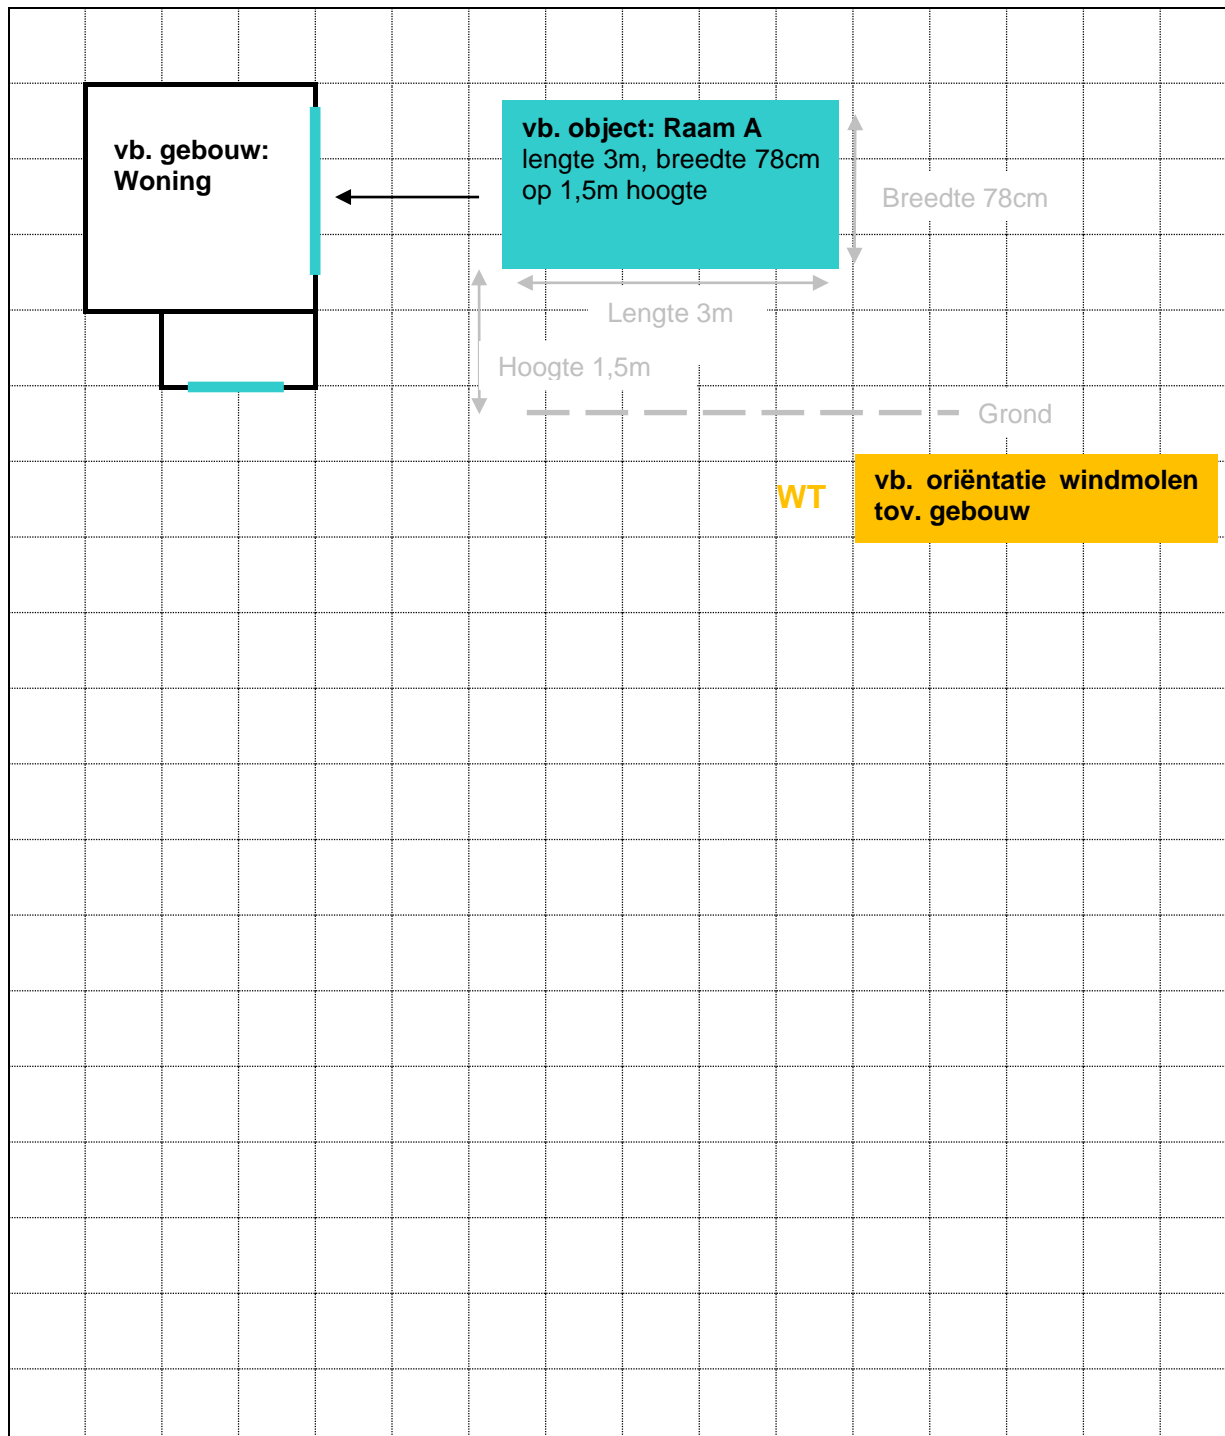 vb. gebouw:
Woning
vb. object: Raam A
lengte 3m, breedte 78cm
op 1,5m hoogte
Breedte 78cm
Lengte 3m
Hoogte 1,5m
Grond
WT
vb. oriëntatie windmolen
tov. gebouw